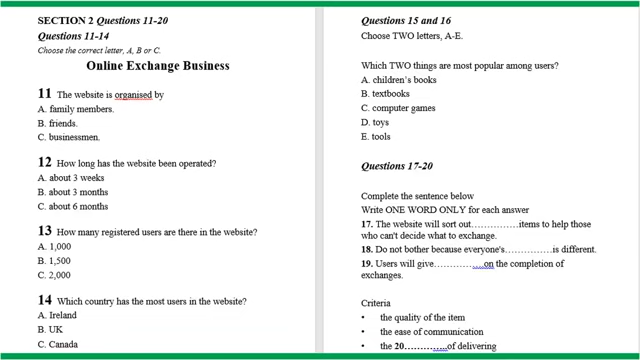 SECTION 2 Questions 11-20
Questions 11-14
Choose the correct letter, A, B or C.
Online Exchange Business
11 The website is organised by
A. family members.
B. friends.
C. businessmen.
12 How long has the website been operated?
A. about 3 weeks
B. about 3 months
C. about 6 months
13 How many registered users are there in the website?
A. 1,000
B. 1,500
C. 2,000
14 Which country has the most users in the website?
A. Ireland
B. UK
C. Canada
Questions 15 and 16
Choose TWO letters, A-E.
Which TWO things are most popular among users?
A. children's books
B. textbooks
C. computer games
D. toys
E. tools
Questions 17-20
Complete the sentence below
Write ONE WORD ONLY for each answer
17. The website will sort out……………items to help those
who can't decide what to exchange.
18. Do not bother because everyone's……………is different.
19. Users will give……………on the completion of
exchanges.
Criteria
• the quality of the item
• the ease of communication
• the 20…………..of delivering